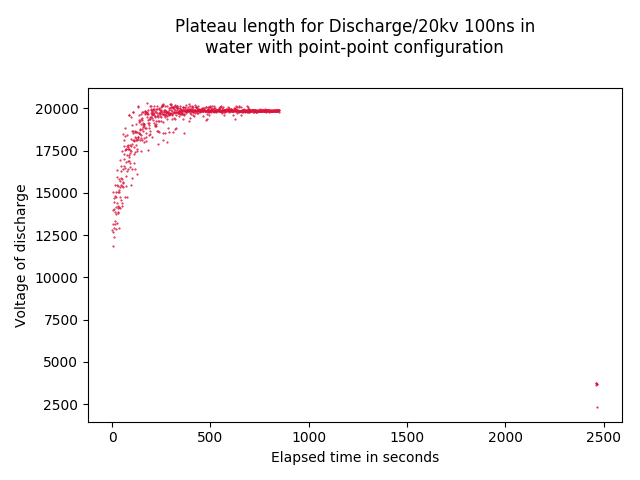 Plateau length for Discharge/20kv 100ns in
water with point-point configuration
20000
17500
15000
12500
10000
7500
5000
2500
Voltage of discharge
0 500 1000 1500 2000 2500
Elapsed time in seconds